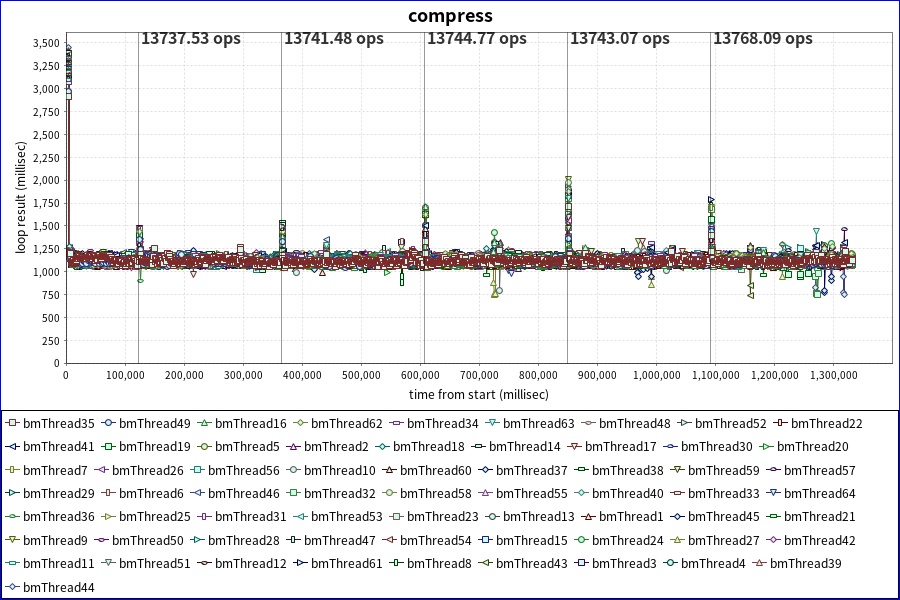 compress
13737.53 ops 13741.48 ops 13744.77 ops 13743.07 ops 13768.09 ops
3,500
3,250
3,000
2,750
2,500
2,250
2,000
1,750
1,500
1,250
1,000
750
500
250
0
loop result (millisec)
0 100,000 200,000 300,000 400,000 500,000 600,000 700,000 800,000 900,000 1,000,000 1,100,000 1,200,000 1,300,000
time from start (millisec)
bmThread35 bmThread49 bmThread16 bmThread62 bmThread34 bmThread63 bmThread48 bmThread52 bmThread22
bmThread41 bmThread19 bmThread5 bmThread2 bmThread18 bmThread14 bmThread17 bmThread30 bmThread20
bmThread7 bmThread26 bmThread56 bmThread10 bmThread60 bmThread37 bmThread38 bmThread59 bmThread57
bmThread29 bmThread6 bmThread46 bmThread32 bmThread58 bmThread55 bmThread40 bmThread33 bmThread64
bmThread36 bmThread25 bmThread31 bmThread53 bmThread23 bmThread13 bmThread1 bmThread45 bmThread21
bmThread9 bmThread50 bmThread28 bmThread47 bmThread54 bmThread15 bmThread24 bmThread27 bmThread42
bmThread11 bmThread51 bmThread12 bmThread61 bmThread8 bmThread43 bmThread3 bmThread4 bmThread39
bmThread44